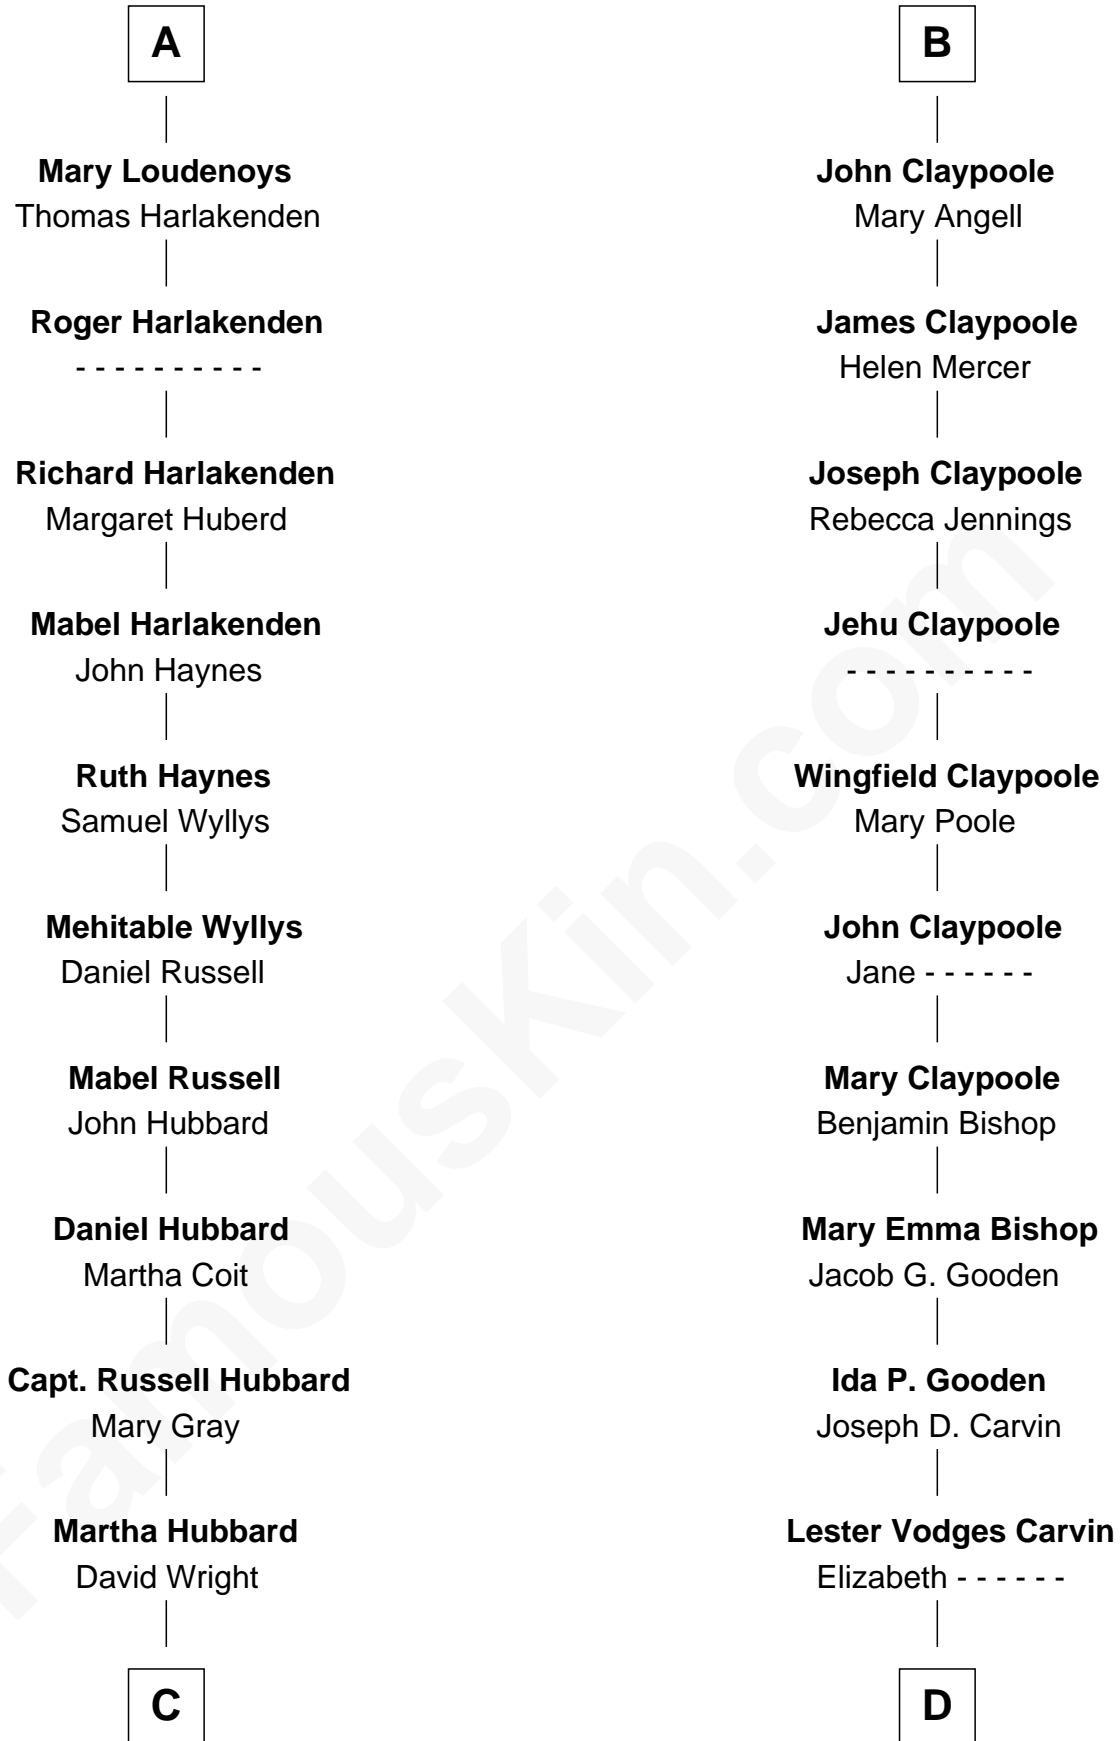 A
Mary Loudenoys
Thomas Harlakenden
Roger Harlakenden
- - - - - - - - - -
Richard Harlakenden
Margaret Huberd
Mabel Harlakenden
John Haynes
Ruth Haynes
Samuel Wyllys
Mehitable Wyllys
Daniel Russell
Mabel Russell
John Hubbard
Daniel Hubbard
Martha Coit
Capt. Russell Hubbard
Mary Gray
Martha Hubbard
David Wright
C
B
John Claypoole
Mary Angell
James Claypoole
Helen Mercer
Joseph Claypoole
Rebecca Jennings
Jehu Claypoole
- - - - - - - - - -
Wingfield Claypoole
Mary Poole
John Claypoole
Jane - - - - - -
Mary Claypoole
Benjamin Bishop
Mary Emma Bishop
Jacob G. Gooden
Ida P. Gooden
Joseph D. Carvin
Lester Vodges Carvin
Elizabeth - - - - - -
D
FamousKin.com